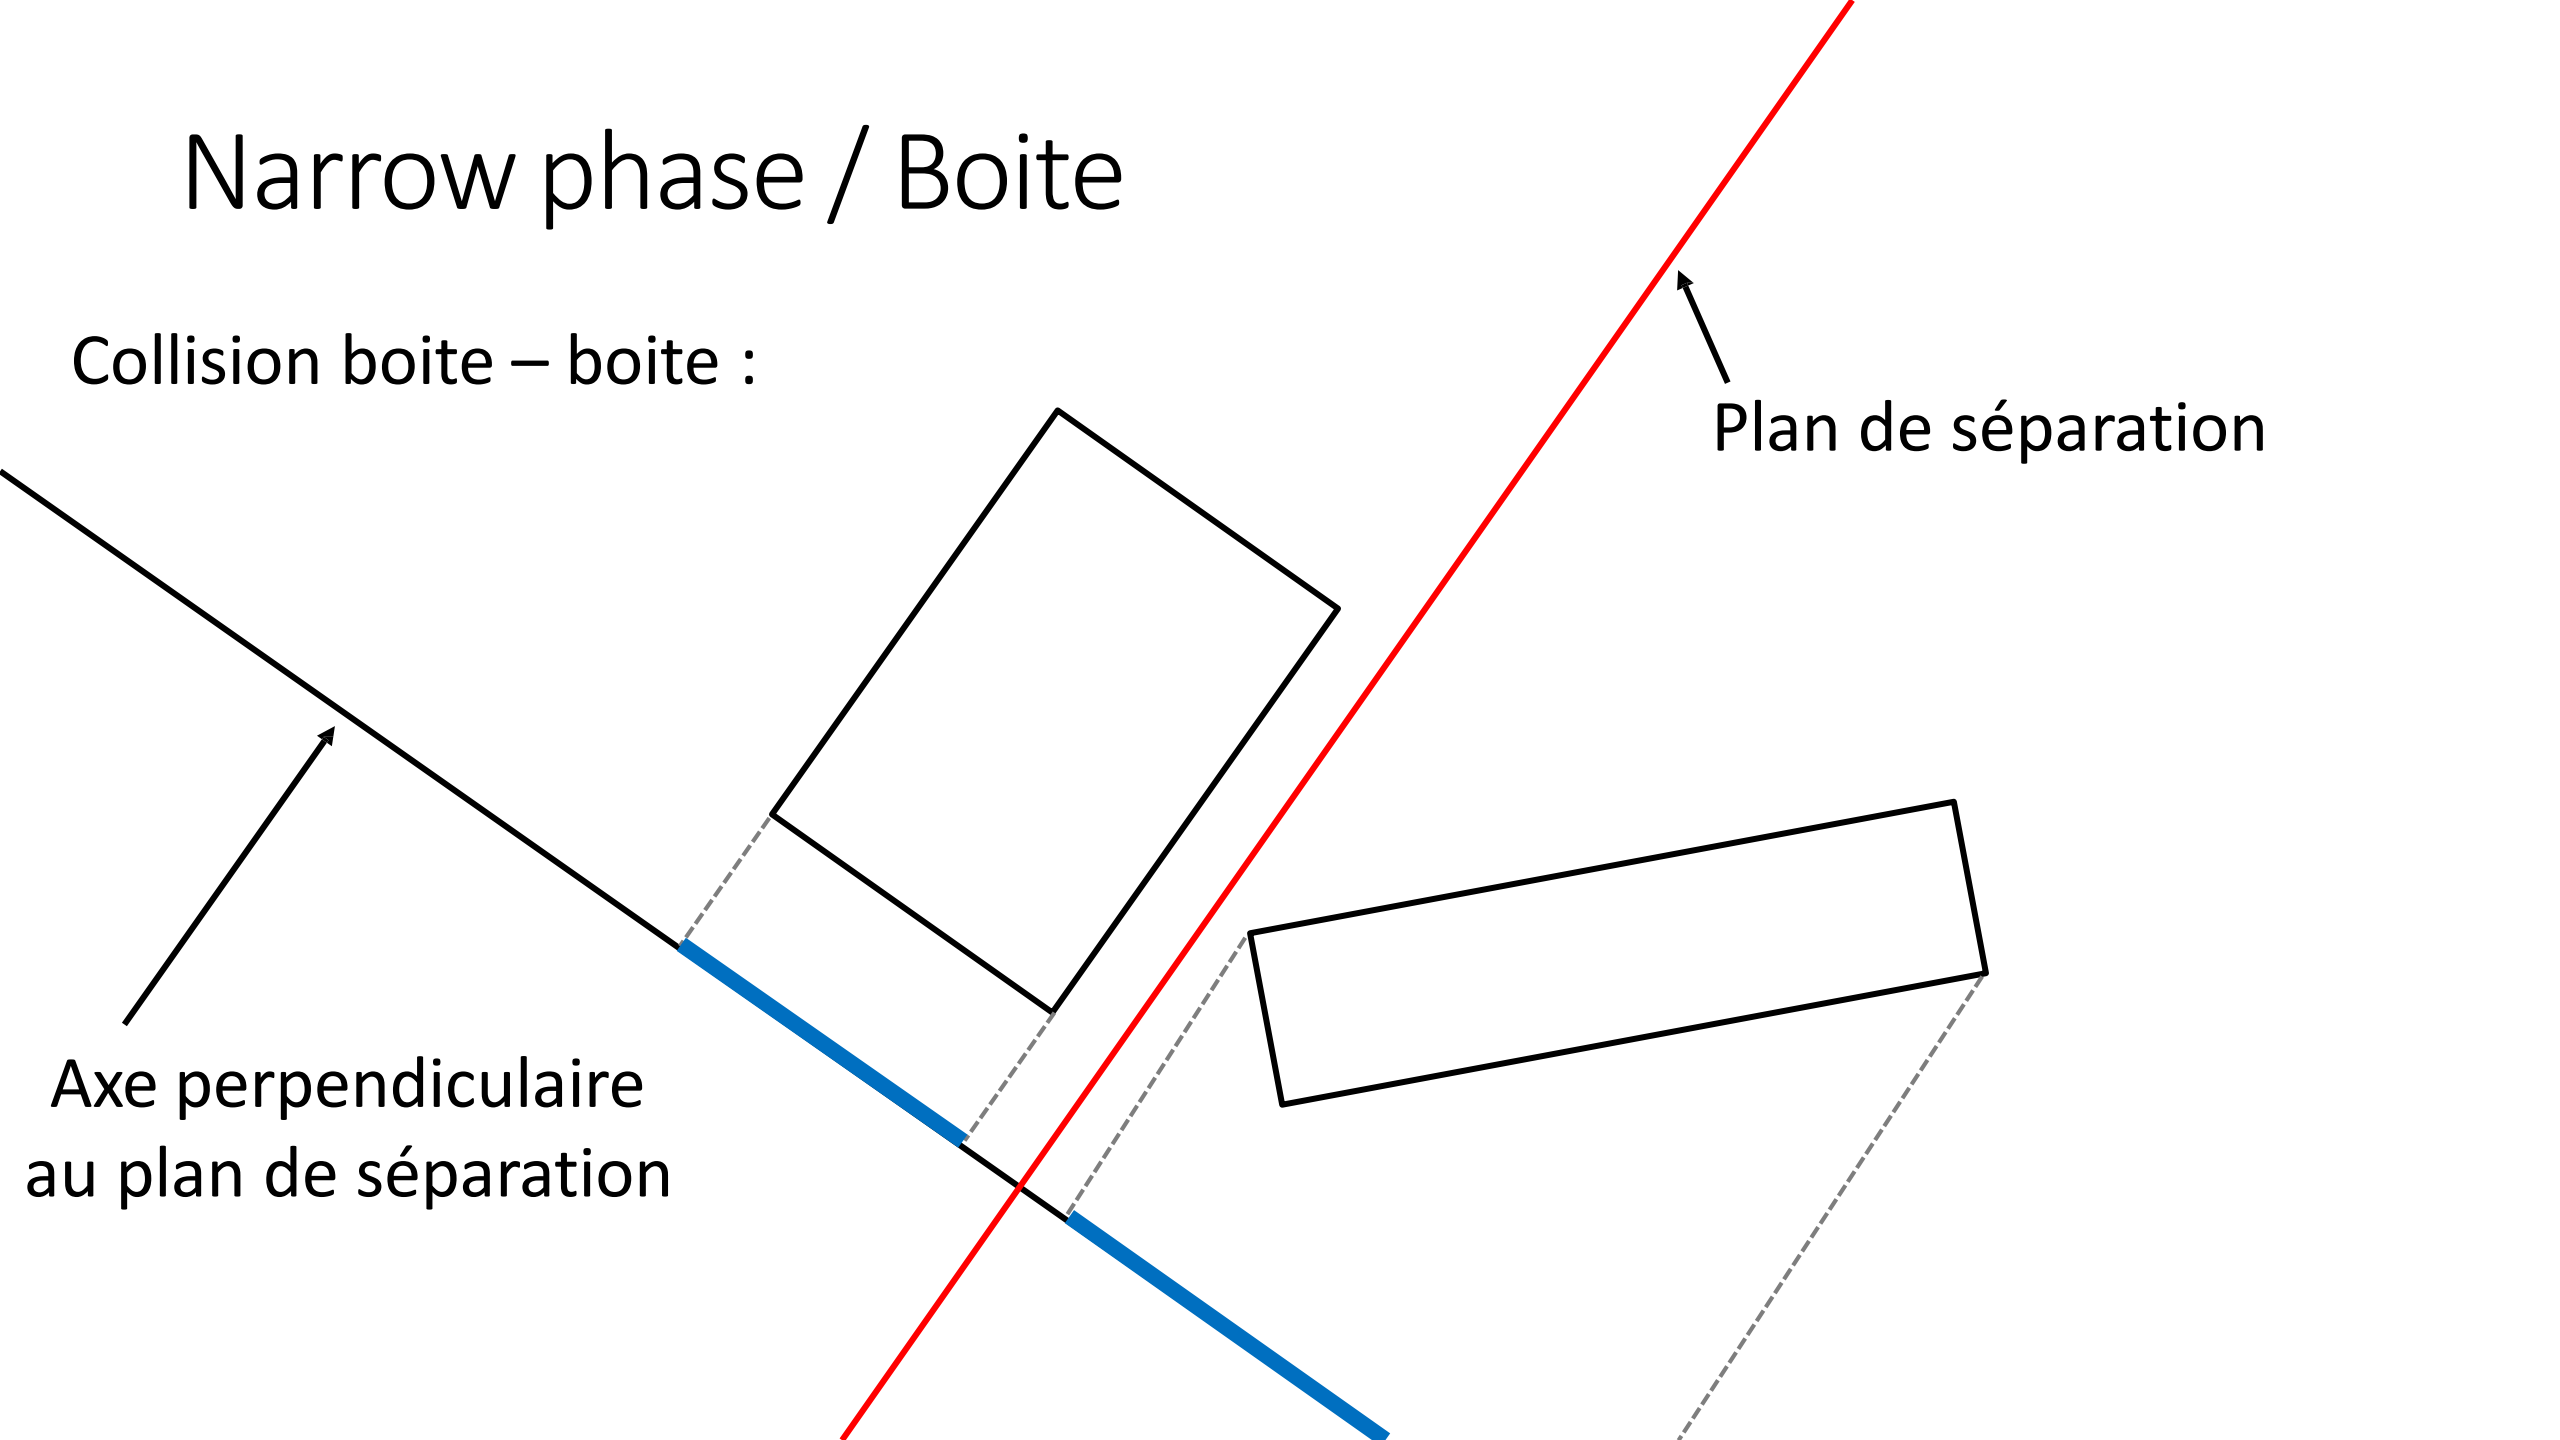 Narrow phase / Boite
Collision boite – boite :
Plan de séparation
Axe perpendiculaire
au plan de séparation